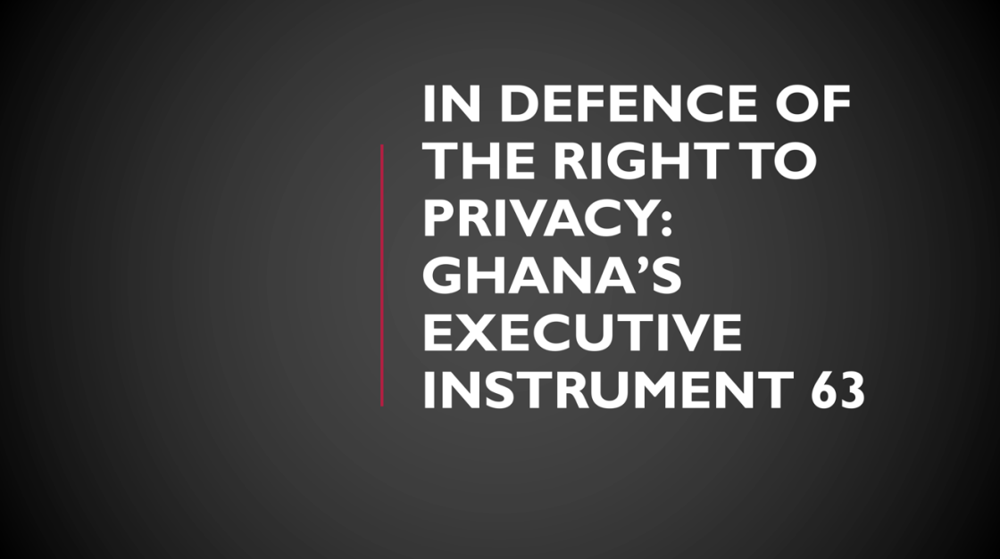 IN DEFENCE OF
THE RIGHT TO
PRIVACY:
GHANA’S
EXECUTIVE
INSTRUMENT 63